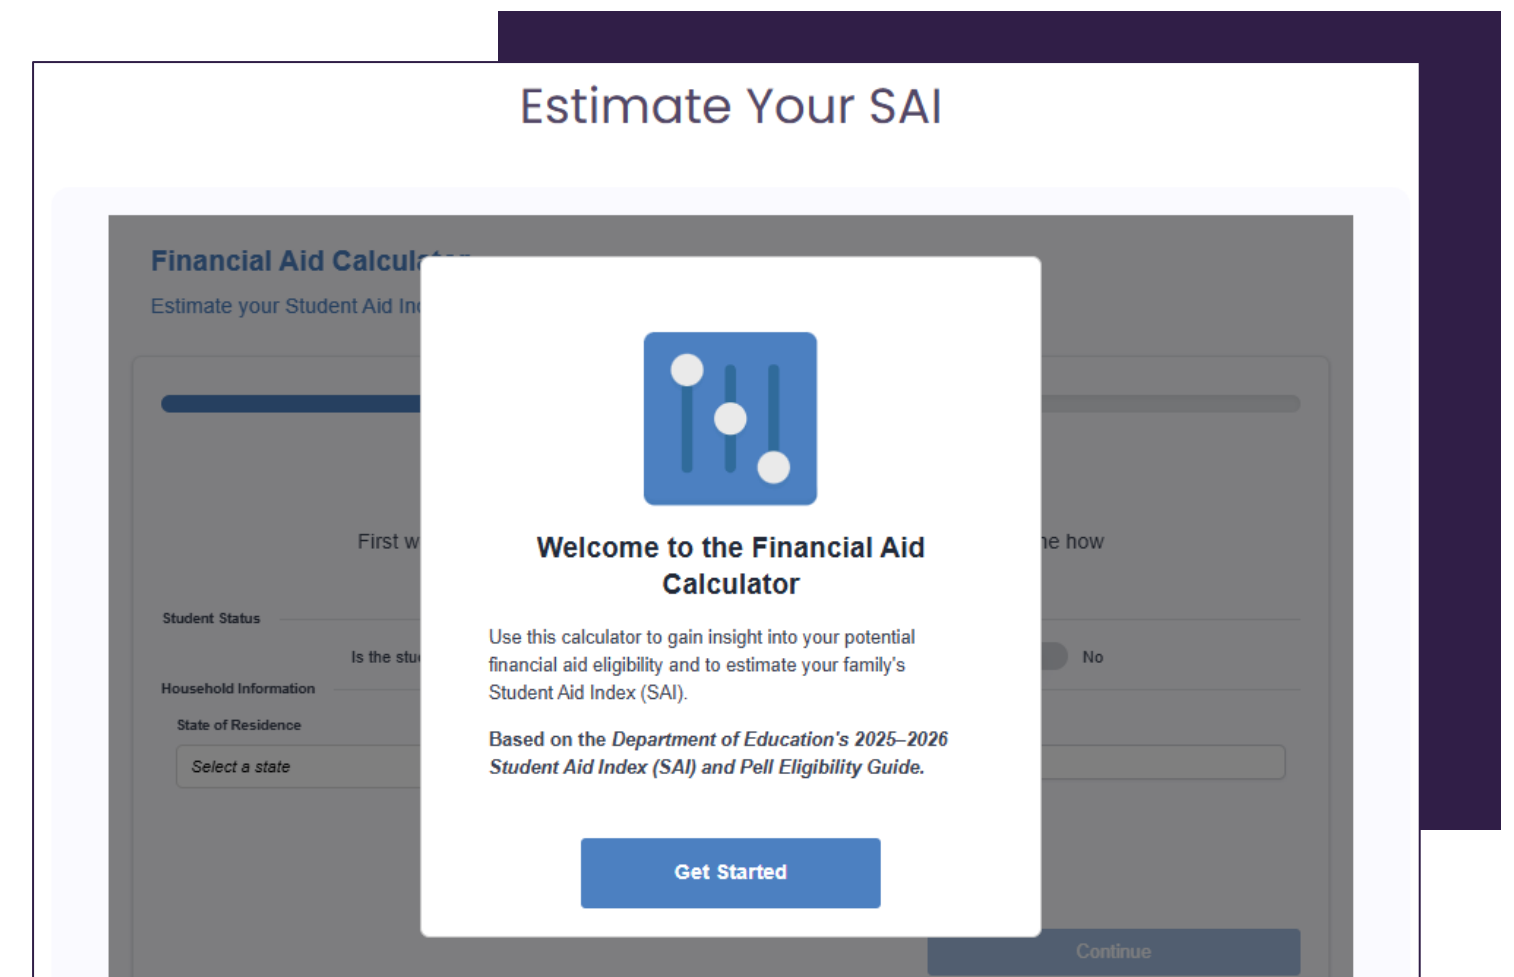 Estimate Your SAI
Financial Aid
Estimate your Student Aid
First
he how
Student Status
Is the
No
Household Information
State of Residence
Select a state
Continue
Welcome to the Financial Aid
Calculator
Use this calculator to gain insight into your potential
financial aid eligibility and to estimate your family's
Student Aid Index (SAI).
Based on the Department of Education's 2025–2026
Student Aid Index (SAI) and Pell Eligibility Guide.
Get Started